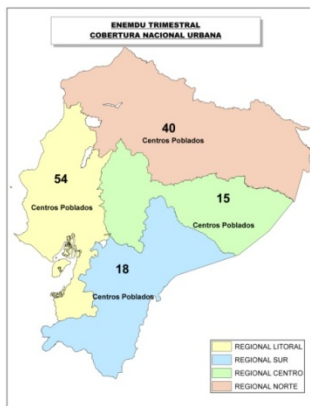 ENEMDU TRIMESTRAL
COBERTURA NACIONAL URBANA
40
Centros Poblados
54
Centros Poblados
15
Centros Poblados
18
Centros Poblados
REGIONAL LITORAL
REGIONAL SUR
REGIONAL CENTRO
REGIONAL NORTE